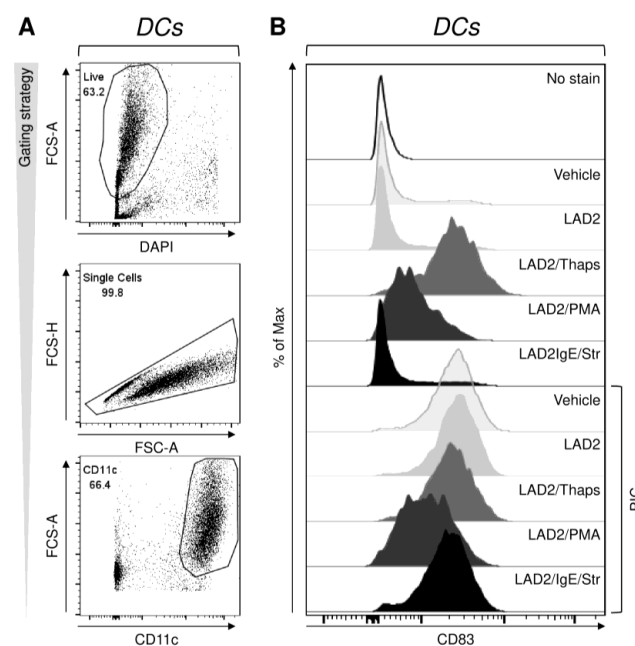 A
DCs
Gating strategy
Live
63.2
FCS-A
DAPI
Single Cells
99.8
FCS-H
FSC-A
CD11c
66.4
FCS-A
CD11c
B
DCs
% of Max
No stain
Vehicle
LAD2
LAD2/Thaps
LAD2/PMA
LAD2IgE/Str
Vehicle
LAD2
LAD2/Thaps
LAD2/PMA
LAD2/IgE/Str
CD83